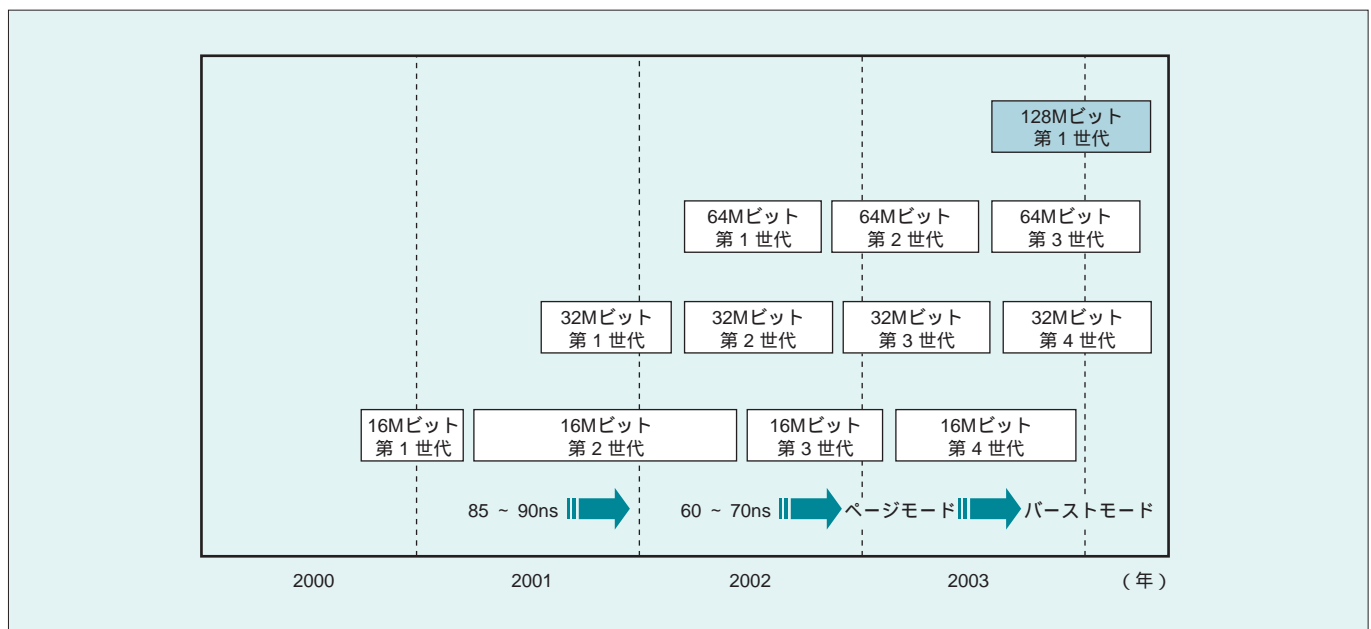 128Mビット
第 1 世代
64Mビット
第 1 世代
64Mビット
第 2 世代
64Mビット
第 3 世代
32Mビット
第 1 世代
32Mビット
第 2 世代
32Mビット
第 3 世代
32Mビット
第 4 世代
16Mビット
第 1 世代
16Mビット
第 2 世代
16Mビット
第 3 世代
16Mビット
第 4 世代
85 ~ 90ns
60 ~ 70ns
ページモード
バーストモード
2000
2001
2002
2003
(年)